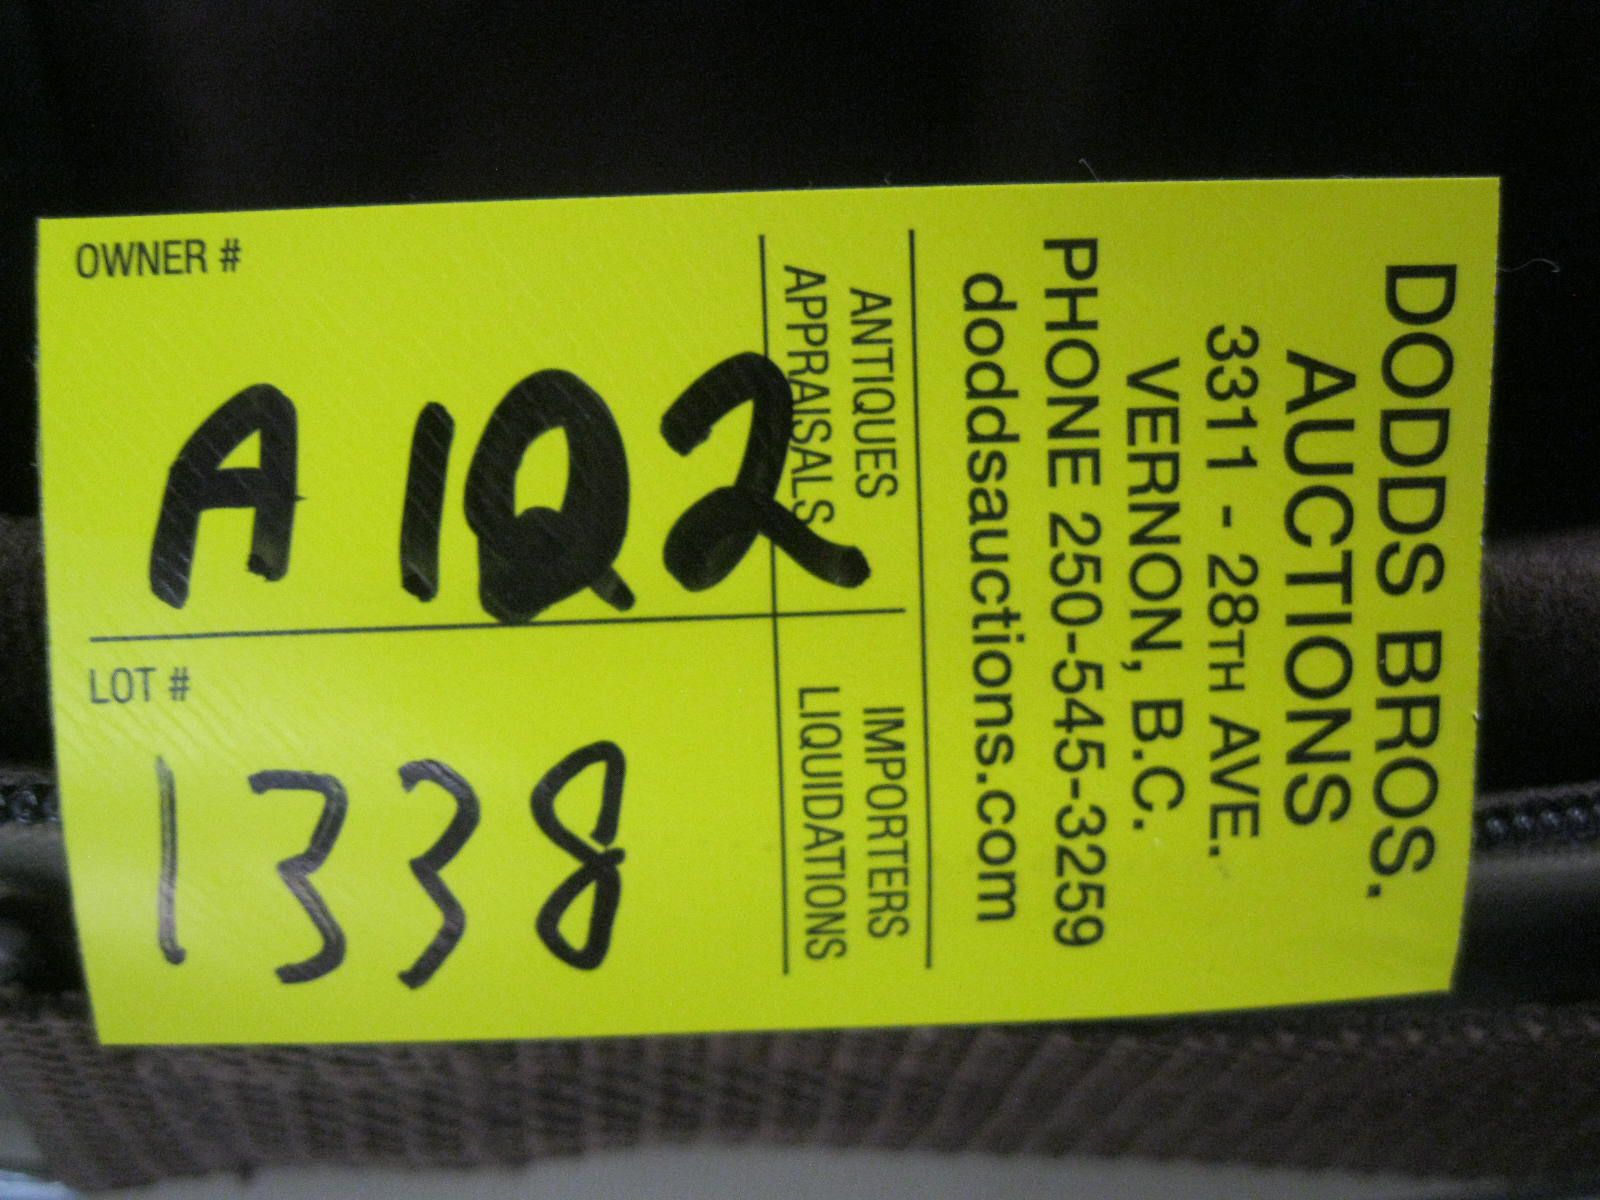 DODDS BROS.
AUCTIONS
3311 - 28TH AVE.
VERNON, B.C.
PHONE 250-545-3259
doddsauctions.com
ANTIQUES
APPRAISALS
IMPORTERS
LIQUIDATIONS
OWNER #
A 1Q2
LOT #
1338